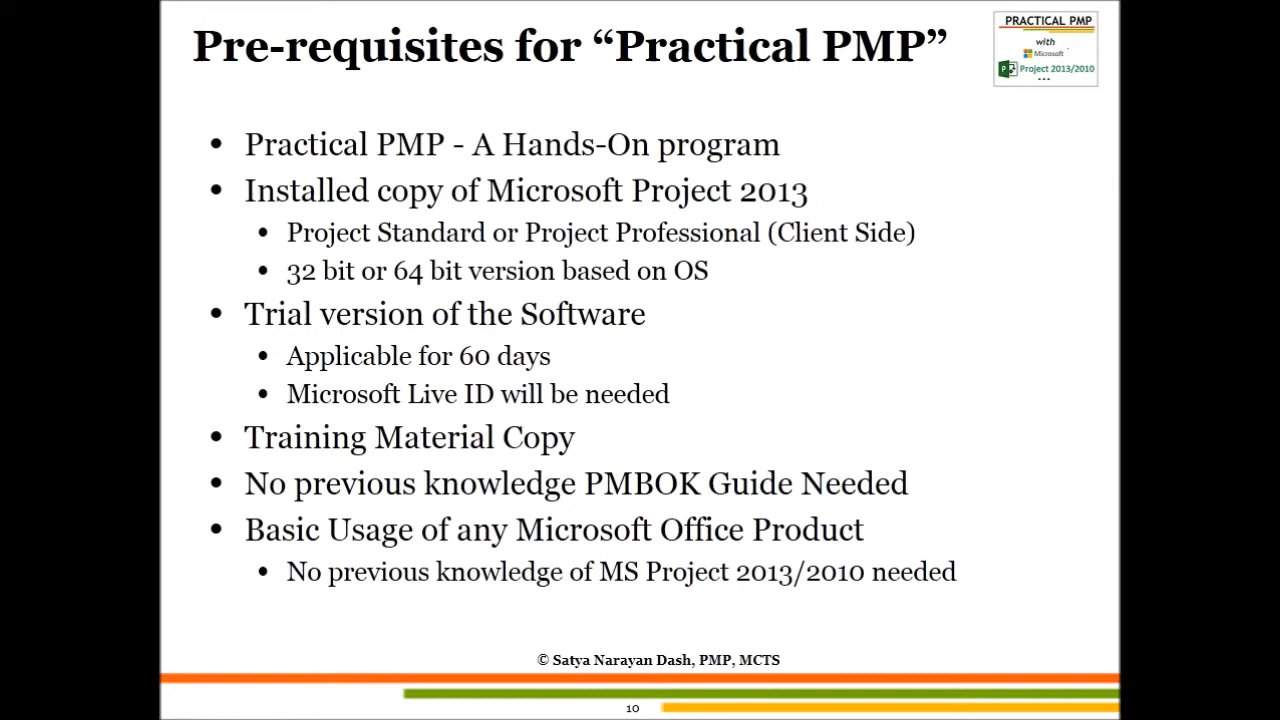 Pre-requisites for “Practical PMP”
PRACTICAL PMP
with
Microsoft
Project 2013/2010
...
• Practical PMP - A Hands-On program
• Installed copy of Microsoft Project 2013
• Project Standard or Project Professional (Client Side)
• 32 bit or 64 bit version based on OS
• Trial version of the Software
• Applicable for 60 days
• Microsoft Live ID will be needed
• Training Material Copy
• No previous knowledge PMBOK Guide Needed
• Basic Usage of any Microsoft Office Product
• No previous knowledge of MS Project 2013/2010 needed
© Satya Narayan Dash, PMP, MCTS
10